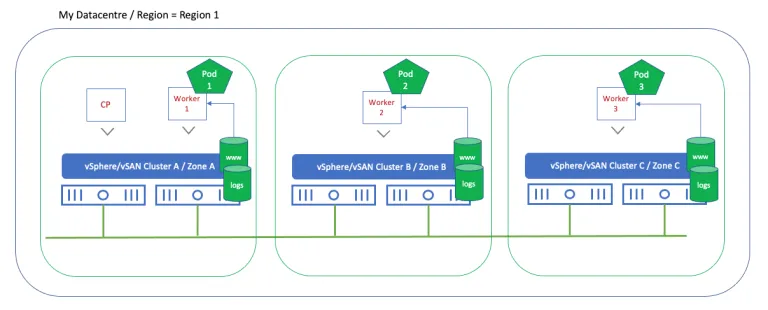 My Datacentre / Region = Region 1
Pod
1
CP
Worker
1
www
vSphere/vSAN Cluster A / Zone A
logs
Pod
2
Worker
2
www
vSphere/vSAN Cluster B / Zone B
logs
Pod
3
Worker
3
www
vSphere/vSAN Cluster C / Zone C
logs